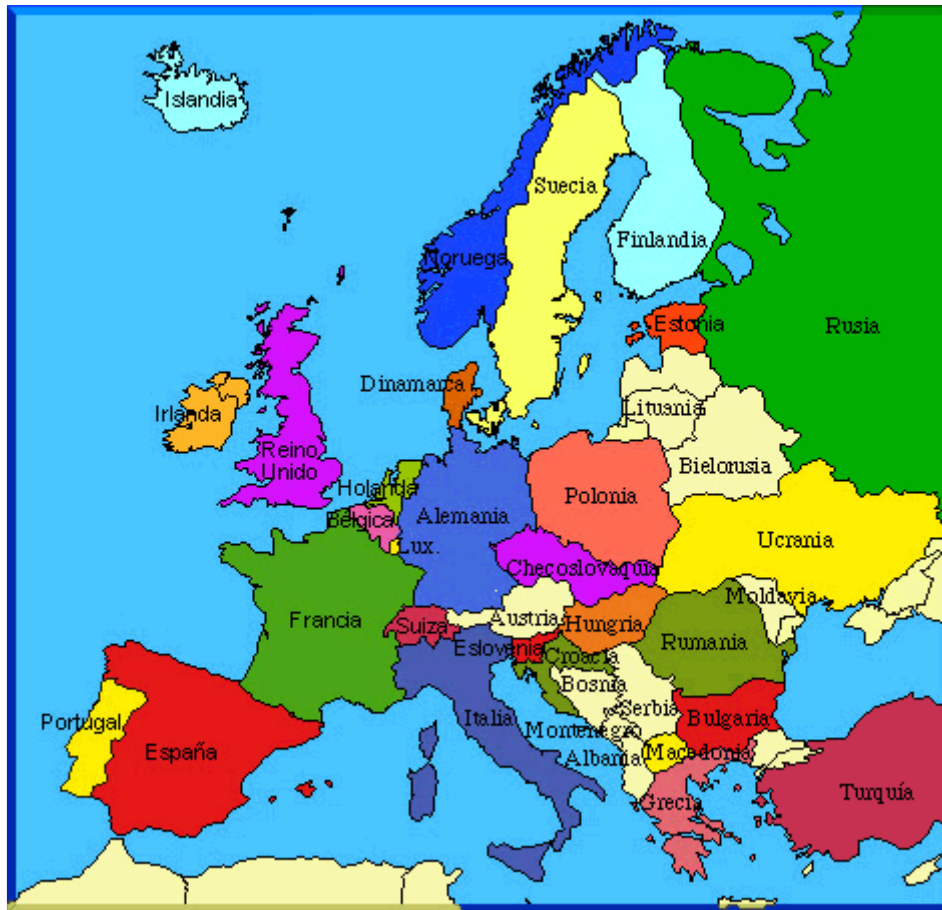 Islandia
Suecia
Finlandia
Noruega
Estonia
Rusia
Dinamarca
Lituania
Irlanda
Reino
Unido
Bielorusia
Holanda
Polonia
Belgica
Alemania
Ucrania
Lux.
Checoslovaquia
Moldavia
Francia
Suiza
Austria
Hungria
Rumania
Eslovenia
Croacia
Bosnia
Serbia
Portugal
Italia
Bulgaria
Montenegro
España
Albania
Macedonia
Turquía
Grecia